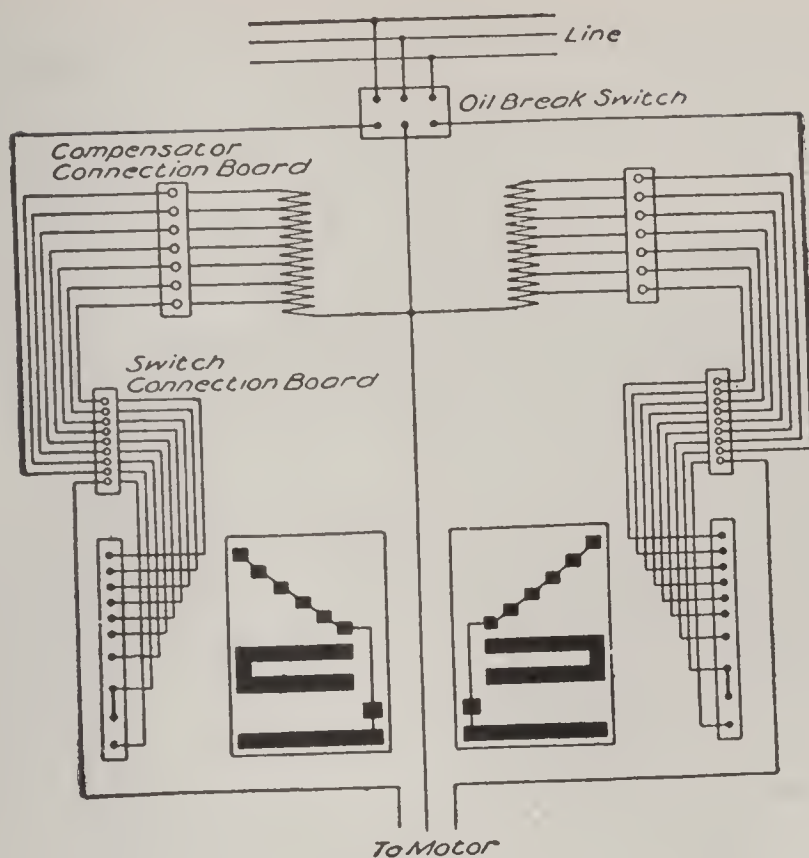 Line
Oil Break Switch
Compensator
Connection Board
Switch
Connection Board
To Motor